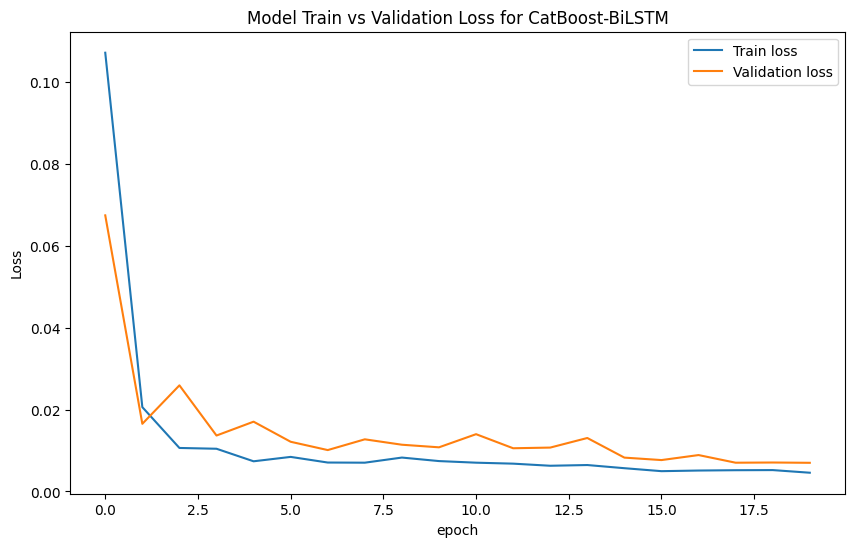 Model Train vs Validation Loss for CatBoost-BiLSTM
Train loss
Validation loss
0.10
0.08
0.06
0.04
0.02
0.00
Loss
0.0 2.5 5.0 7.5 10.0 12.5 15.0 17.5
epoch